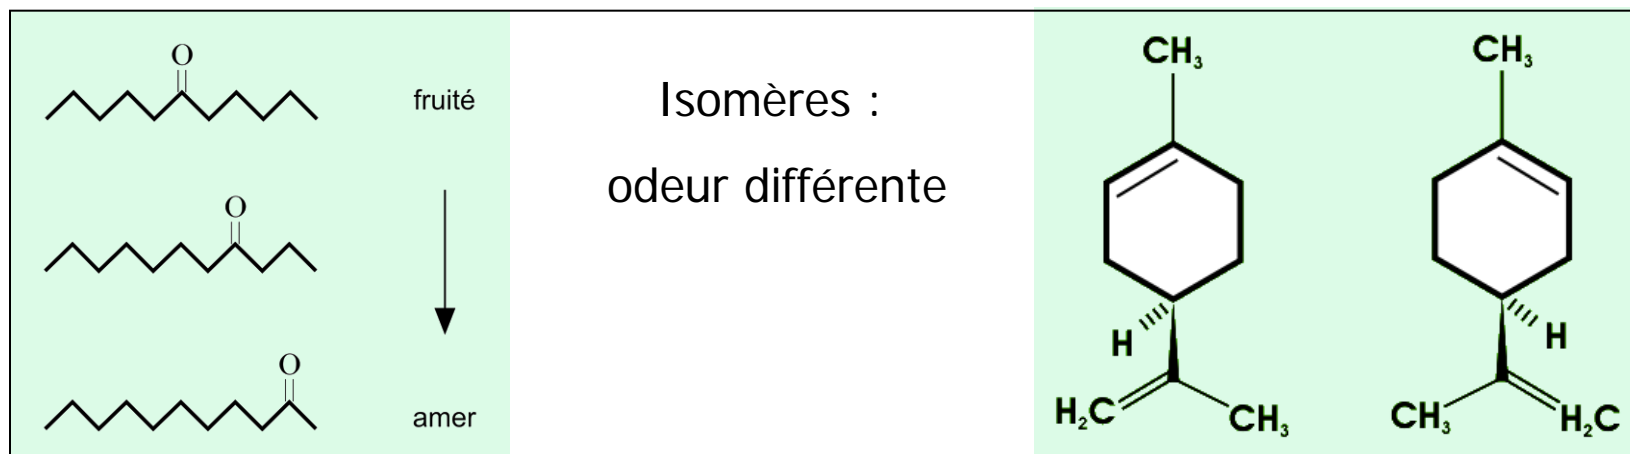 O
fruité
O
O
amer
Isomères :
odeur différente
CH₃
H
H₂C
CH₃
CH₃
H
CH₃
H₂C